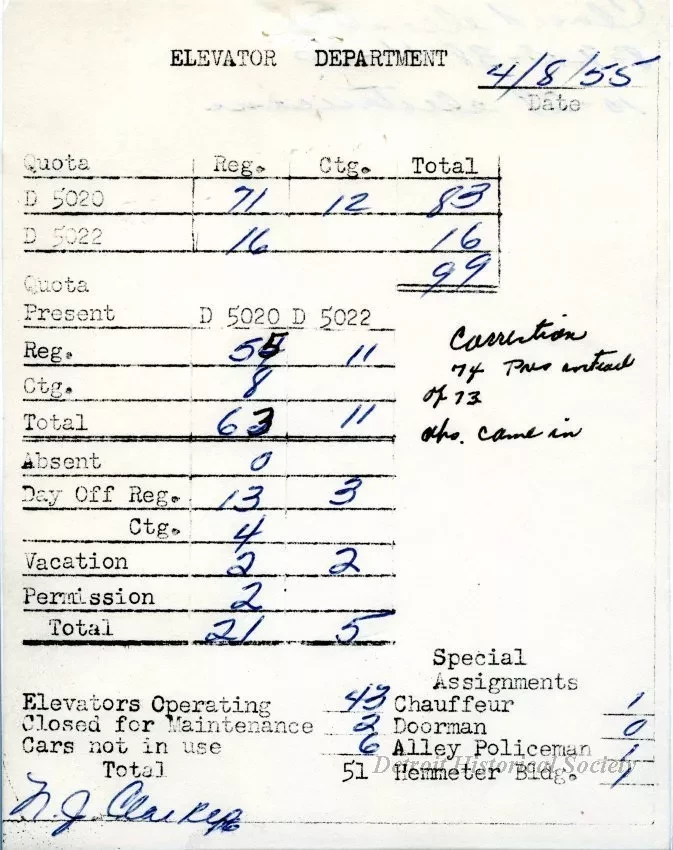 ELEVATOR DEPARTMENT
4/8/55
Date
Quota Reg. Ctg. Total
D 5020 71 12 83
D 5022 16 16
99
Quota
Present D 5020 D 5022
Reg. 55 11
Ctg. 8
Total 63 11
Absent 0
Day Off Reg. 13 3
Ctg. 4
Vacation 2 2
Permission 2
Total 21 5
Correction
74 Pres instead
of 73
abs. came in
Special
Assignments
Elevators Operating 43 Chauffeur 1
Closed for Maintenance 2 Doorman 0
Cars not in use 6 Alley Policeman 1
Total 51 Hemmeter Bldg. 1
Detroit Historical Society
N. J. Clarke